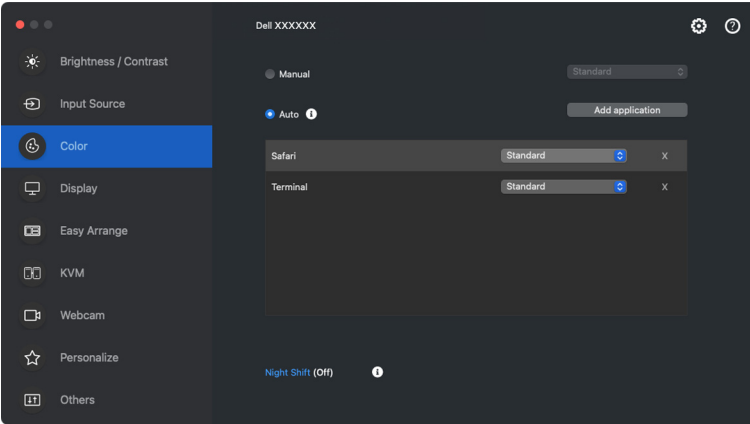 Dell XXXXXX
Brightness / Contrast
Input Source
Color
Display
Easy Arrange
KVM
Webcam
Personalize
Others
Manual
Standard
Auto
Add application
Safari Standard X
Terminal Standard X
Night Shift (Off)